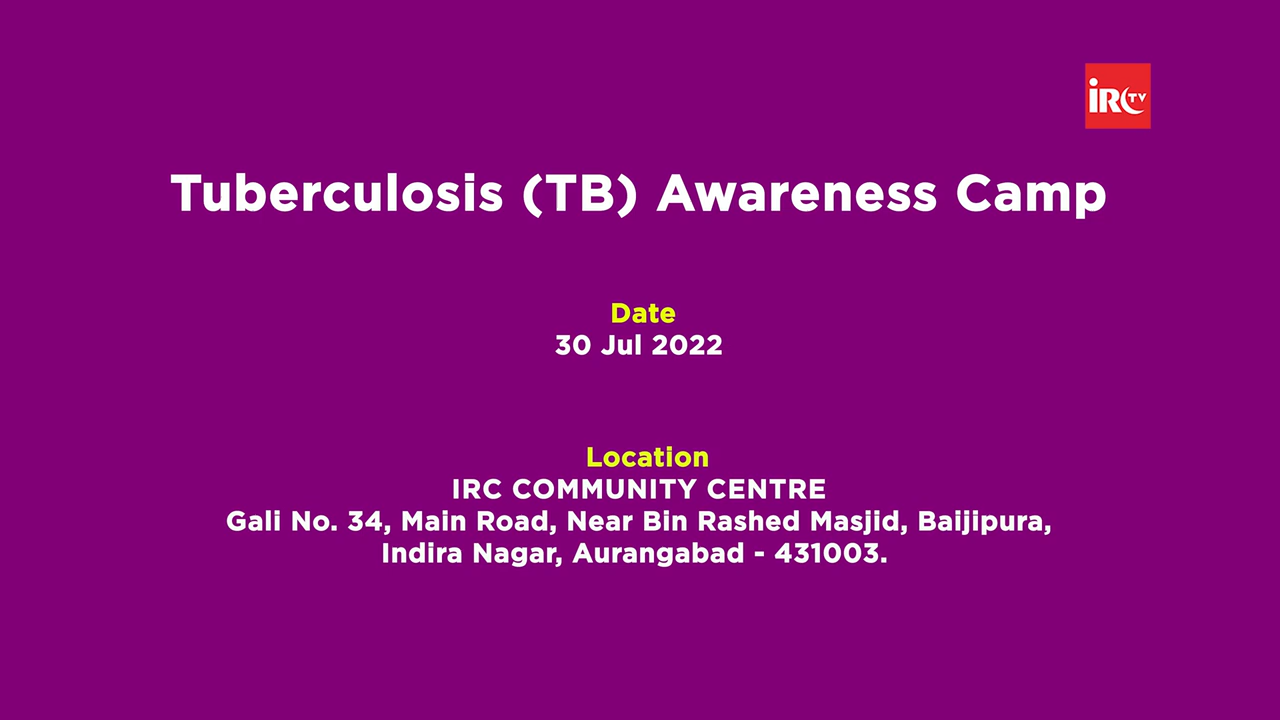 iRC TV
Tuberculosis (TB) Awareness Camp
Date
30 Jul 2022
Location
IRC COMMUNITY CENTRE
Gali No. 34, Main Road, Near Bin Rashed Masjid, Baijipura,
Indira Nagar, Aurangabad - 431003.